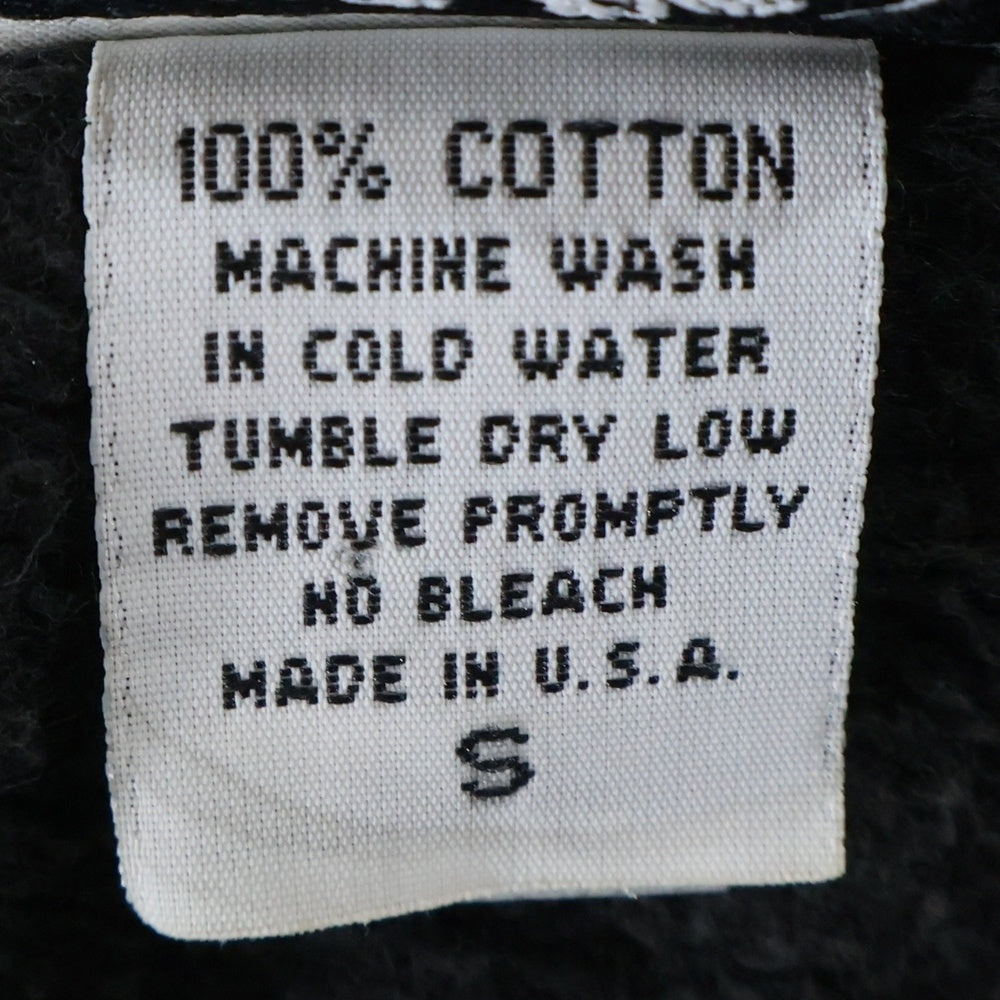 100% COTTON
MACHINE WASH
IN COLD WATER
TUMBLE DRY LOW
REMOVE PROMPTLY
NO BLEACH
MADE IN U.S.A.
S